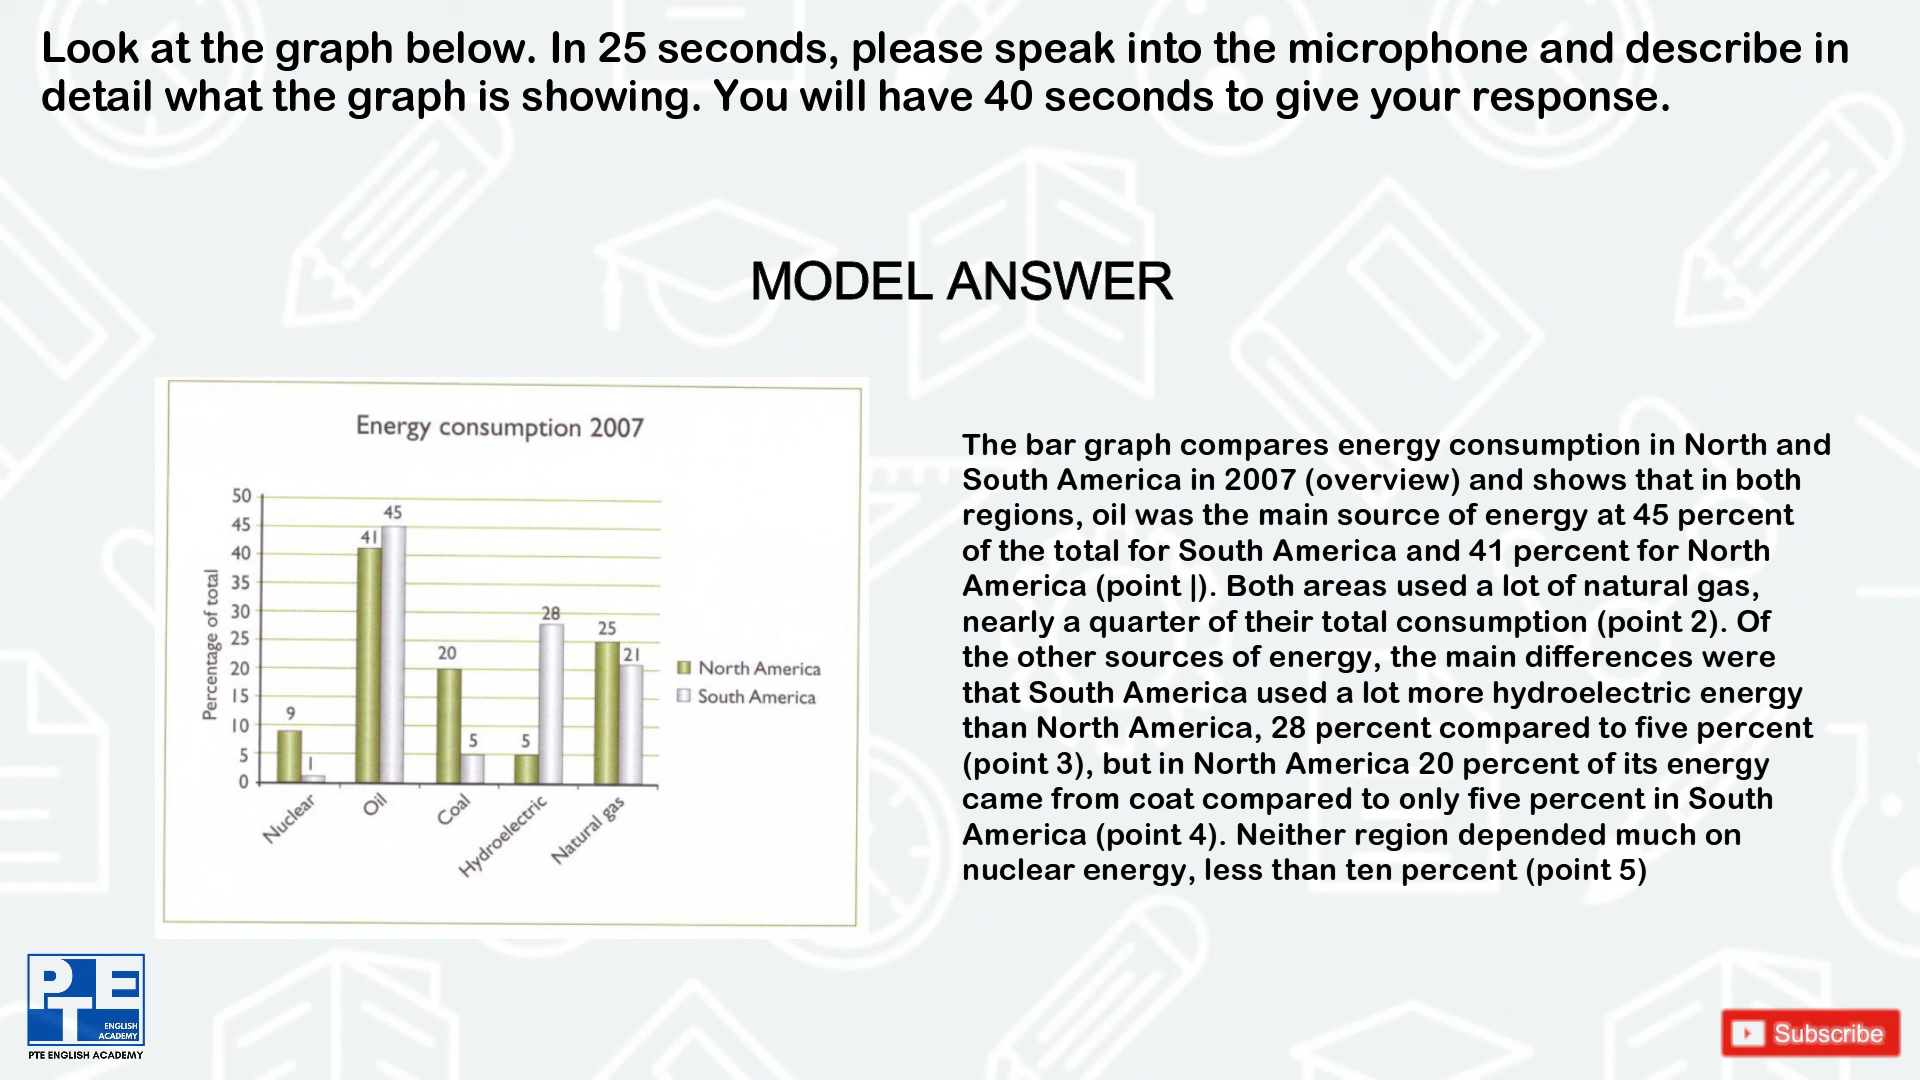 Look at the graph below. In 25 seconds, please speak into the microphone and describe in
detail what the graph is showing. You will have 40 seconds to give your response.
MODEL ANSWER
Energy consumption 2007
Percentage of total
50
45
40
35
30
25
20
15
10
5
0
9
1
41
45
20
5
5
28
25
21
Nuclear
Oil
Coal
Hydroelectric
Natural gas
North America
South America
The bar graph compares energy consumption in North and
South America in 2007 (overview) and shows that in both
regions, oil was the main source of energy at 45 percent
of the total for South America and 41 percent for North
America (point |). Both areas used a lot of natural gas,
nearly a quarter of their total consumption (point 2). Of
the other sources of energy, the main differences were
that South America used a lot more hydroelectric energy
than North America, 28 percent compared to five percent
(point 3), but in North America 20 percent of its energy
came from coat compared to only five percent in South
America (point 4). Neither region depended much on
nuclear energy, less than ten percent (point 5)
PTE
ENGLISH
ACADEMY
PTE ENGLISH ACADEMY
Subscribe